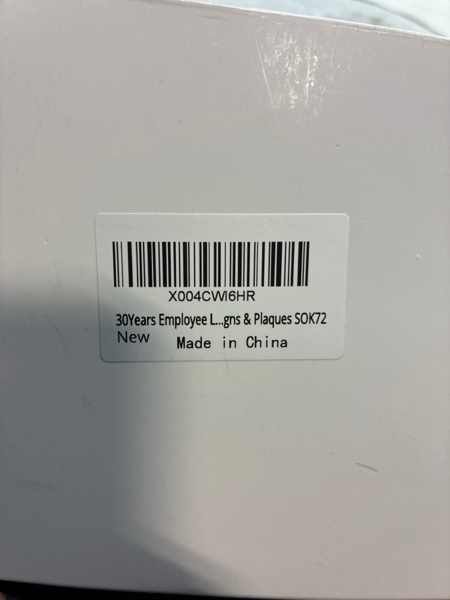 X004CWI6HR
30Years Employee L...gns & Plaques SOK72
New
Made in China